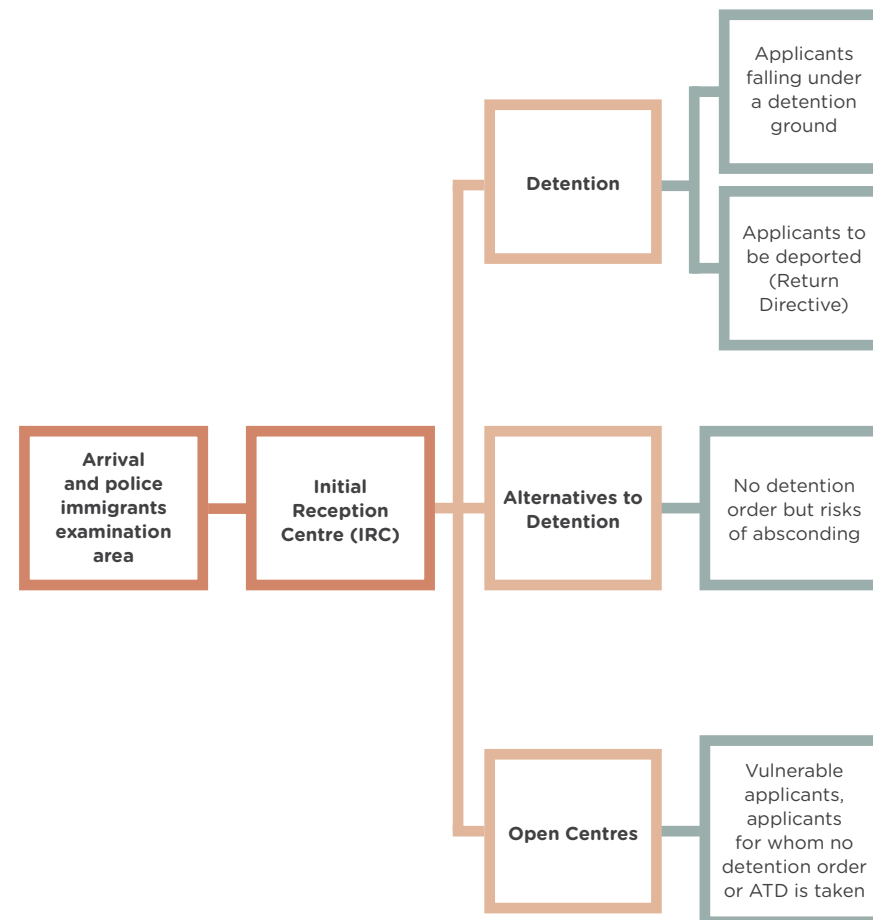 Applicants
falling under
a detention
ground
Detention
Applicants to
be deported
(Return
Directive)
Arrival
and police
immigrants
examination
area
Initial
Reception
Centre (IRC)
Alternatives to
Detention
No detention
order but risks
of absconding
Open Centres
Vulnerable
applicants,
applicants
for whom no
detention order
or ATD is taken